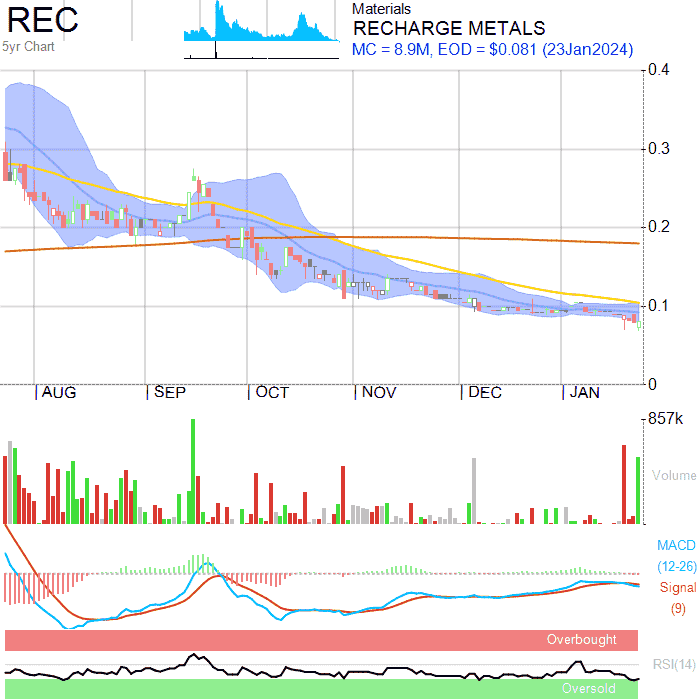 REC
5yr Chart
Materials
RECHARGE METALS
MC = 8.9M, EOD = $0.081 (23Jan2024)
0.4
0.3
0.2
0.1
0
AUG SEP OCT NOV DEC JAN
857k
Volume
MACD
(12-26)
Signal
(9)
Overbought
RSI(14)
Oversold